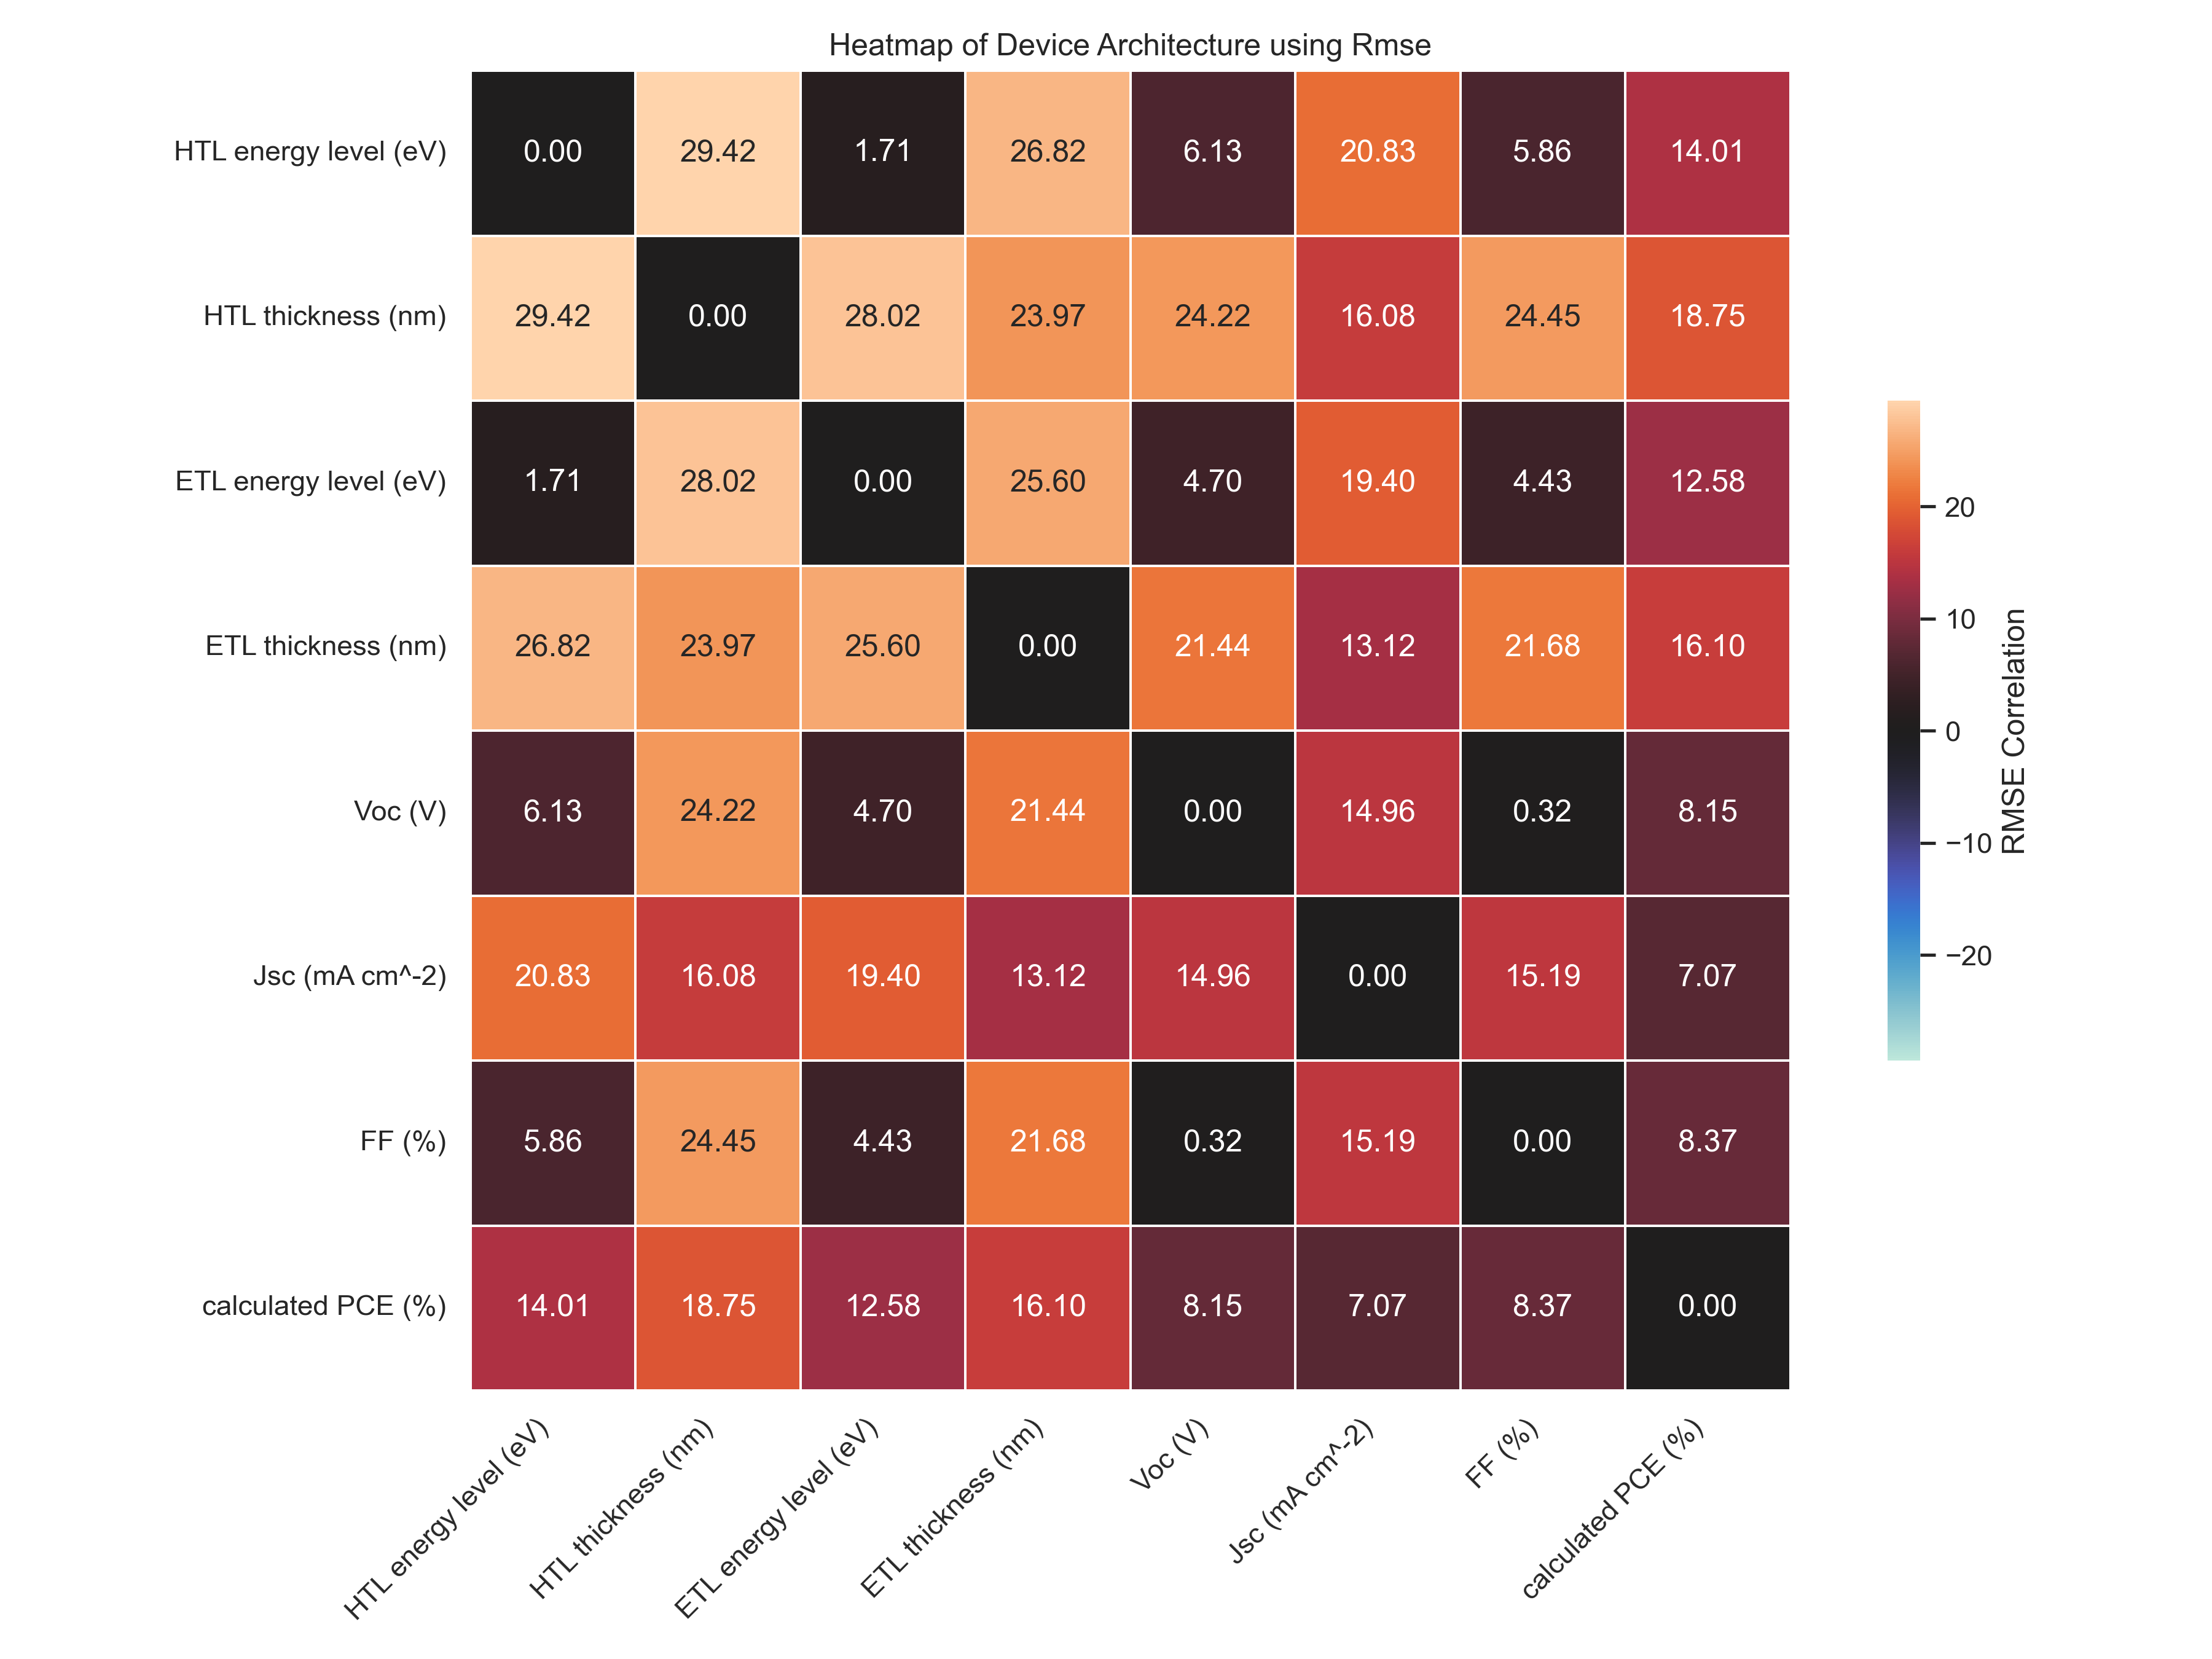 Heatmap of Device Architecture using Rmse
HTL energy level (eV) 0.00 29.42 1.71 26.82 6.13 20.83 5.86 14.01
HTL thickness (nm) 29.42 0.00 28.02 23.97 24.22 16.08 24.45 18.75
ETL energy level (eV) 1.71 28.02 0.00 25.60 4.70 19.40 4.43 12.58
ETL thickness (nm) 26.82 23.97 25.60 0.00 21.44 13.12 21.68 16.10
Voc (V) 6.13 24.22 4.70 21.44 0.00 14.96 0.32 8.15
Jsc (mA cm^-2) 20.83 16.08 19.40 13.12 14.96 0.00 15.19 7.07
FF (%) 5.86 24.45 4.43 21.68 0.32 15.19 0.00 8.37
calculated PCE (%) 14.01 18.75 12.58 16.10 8.15 7.07 8.37 0.00
HTL energy level (eV)
HTL thickness (nm)
ETL energy level (eV)
ETL thickness (nm)
Voc (V)
Jsc (mA cm^-2)
FF (%)
calculated PCE (%)
20
10
0
−10
−20
RMSE Correlation